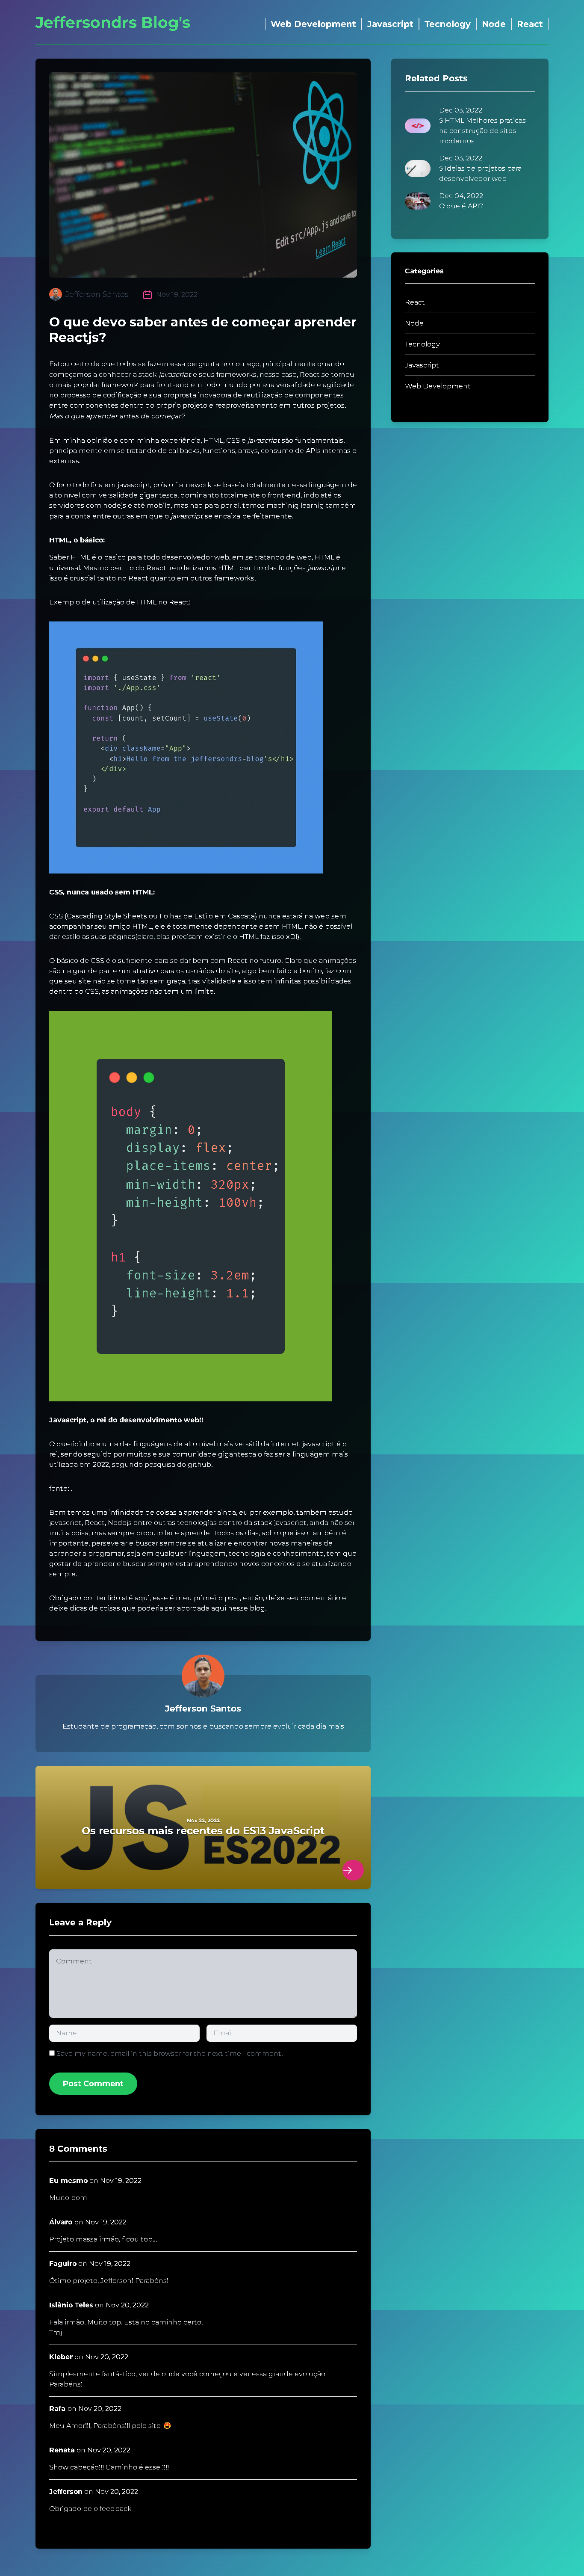 Jeffersondrs Blog's
Web Development
Javascript
Tecnology
Node
React
Edit src/App.js and save to
Learn React
Jefferson Santos
Nov 19, 2022
O que devo saber antes de começar aprender
Reactjs?
Estou certo de que todos se fazem essa pergunta no começo, principalmente quando
começamos a conhecer a stack javascript e seus frameworks, nesse caso, React se tornou
o mais popular framework para front-end em todo mundo por sua versalidade e agilidade
no processo de codificação e sua proprosta inovadora de reutilização de componentes
entre componentes dentro do próprio projeto e reaproveitamento em outros projetos.
Mas o que aprender antes de começar?
Em minha opinião e com minha experiência, HTML, CSS e javascript são fundamentais,
principalmente em se tratando de callbacks, functions, arrays, consumo de APIs internas e
externas.
O foco todo fica em javascript, pois o framework se baseia totalmente nessa linguagem de
alto nivel com versalidade gigantesca, dominanto totalmente o front-end, indo até os
servidores com nodejs e até mobile, mas nao para por aí, temos machinig learnig também
para a conta entre outras em que o javascript se encaixa perfeitamente.
HTML, o básico:
Saber HTML é o basico para todo desenvolvedor web, em se tratando de web, HTML é
universal. Mesmo dentro do React, renderizamos HTML dentro das funções javascript e
isso é cruscial tanto no React quanto em outros frameworks.
Exemplo de utilização de HTML no React:
import { useState } from 'react'
import './App.css'
function App() {
const [count, setCount] = useState(0)
return (
<div className="App">
<h1>Hello from the jeffersondrs-blog's</h1>
</div>
)
}
export default App
CSS, nunca usado sem HTML:
CSS (Cascading Style Sheets ou Folhas de Estilo em Cascata) nunca estará na web sem
acompanhar seu amigo HTML, ele é totalmente dependente e sem HTML, não é possivel
dar estilo as suas páginas(claro, elas precisam existir e o HTML faz isso xD!).
O básico de CSS é o suficiente para se dar bem com React no futuro. Claro que animações
são na grande parte um atrativo para os usuários do site, algo bem feito e bonito, faz com
que seu site não se torne tão sem graça, trás vitalidade e isso tem infinitas possibilidades
dentro do CSS, as animações não tem um limite.
body {
margin: 0;
display: flex;
place-items: center;
min-width: 320px;
min-height: 100vh;
}
h1 {
font-size: 3.2em;
line-height: 1.1;
}
Javascript, o rei do desenvolvimento web!!
O queridinho e uma das linguágens de alto nivel mais versátil da internet, javascript é o
rei, sendo seguido por muitos e sua comunidade gigantesca o faz ser a linguágem mais
utilizada em 2022, segundo pesquisa do github.
fonte: .
Bom temos uma infinidade de coisas a aprender ainda, eu por exemplo, também estudo
javascript, React, Nodejs entre outras tecnologias dentro da stack javascript, ainda não sei
muita coisa, mas sempre procuro ler e aprender todos os dias, acho que isso também é
importante, perseverar e buscar sempre se atualizar e encontrar novas maneiras de
aprender a programar, seja em qualquer linguagem, tecnologia e conhecimento, tem que
gostar de aprender e buscar sempre estar aprendendo novos conceitos e se atualizando
sempre.
Obrigado por ter lido até aqui, esse é meu primeiro post, então, deixe seu comentário e
deixe dicas de coisas que poderia ser abordada aqui nesse blog.
Jefferson Santos
Estudante de programação, com sonhos e buscando sempre evoluir cada dia mais
JS
ES2022
Nov 22, 2022
Os recursos mais recentes do ES13 JavaScript
Leave a Reply
Comment
Name
Email
Save my name, email in this browser for the next time I comment.
Post Comment
8 Comments
Eu mesmo on Nov 19, 2022
Muito bom
Álvaro on Nov 19, 2022
Projeto massa irmão, ficou top...
Faguiro on Nov 19, 2022
Ótimo projeto, Jefferson! Parabéns!
Islânio Teles on Nov 20, 2022
Fala irmão. Muito top. Está no caminho certo.
Tmj
Kleber on Nov 20, 2022
Simplesmente fantástico, ver de onde você começou e ver essa grande evolução.
Parabéns!
Rafa on Nov 20, 2022
Meu Amor!!!, Parabéns!!! pelo site 😍
Renata on Nov 20, 2022
Show cabeção!!! Caminho é esse !!!!
Jefferson on Nov 20, 2022
Obrigado pelo feedback
Related Posts
Dec 03, 2022
5 HTML Melhores praticas
na construção de sites
modernos
Dec 03, 2022
5 Ideias de projetos para
desenvolvedor web
Dec 04, 2022
O que é API?
Categories
React
Node
Tecnology
Javascript
Web Development